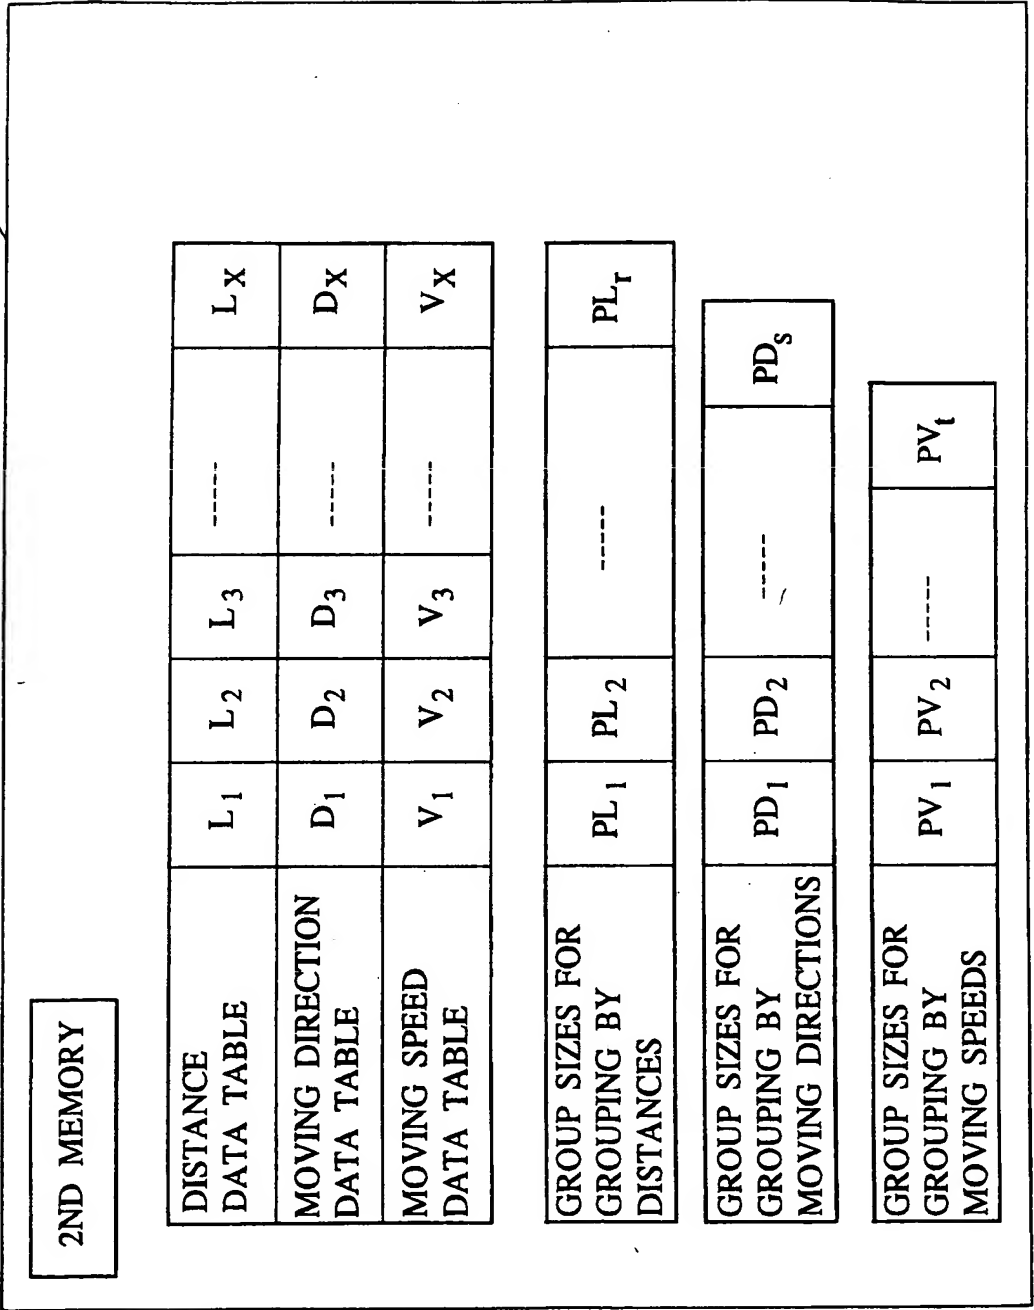 2ND MEMORY
DISTANCE
DATA TABLE
L1 L2 L3 ----- LX
MOVING DIRECTION
DATA TABLE
D1 D2 D3 ----- DX
MOVING SPEED
DATA TABLE
V1 V2 V3 ----- VX
GROUP SIZES FOR
GROUPING BY
DISTANCES
PL1 PL2 ----- PLr
GROUP SIZES FOR
GROUPING BY
MOVING DIRECTIONS
PD1 PD2 ----- PDs
GROUP SIZES FOR
GROUPING BY
MOVING SPEEDS
PV1 PV2 ----- PVt